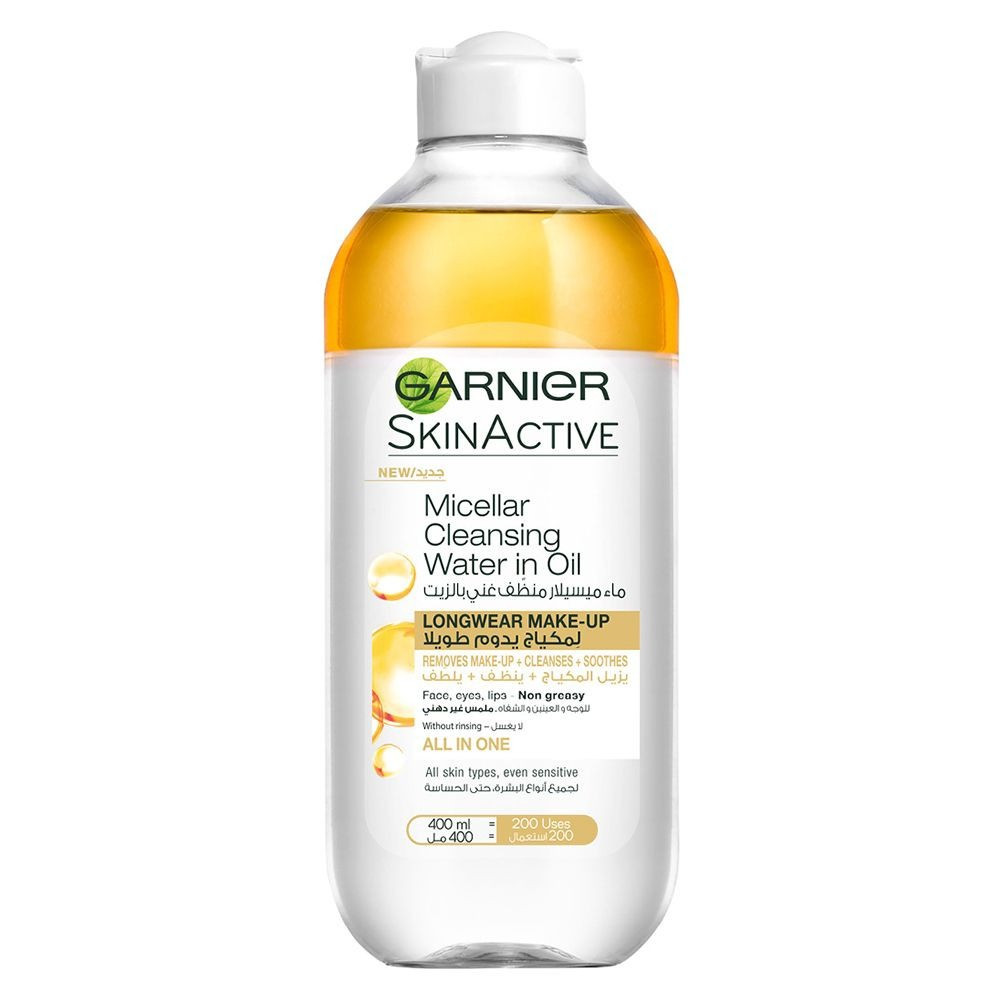 GARNIER
SKINACTIVE
NEW/جديد
Micellar
Cleansing
Water in Oil
ماء ميسيلار منظّف غني بالزيت
LONGWEAR MAKE-UP
لِمكياج يدوم طويلا
REMOVES MAKE-UP + CLEANSES + SOOTHES
يزيل المكياج + ينظف + يلطف
Face, eyes, lips - Non greasy
للوجه و العينين و الشفاه. ملمس غير دهني
Without rinsing – لا يغسل
ALL IN ONE
All skin types, even sensitive
لجميع أنواع البشرة، حتى الحساسة
400 ml = 200 Uses
400 مل = 200 استعمال